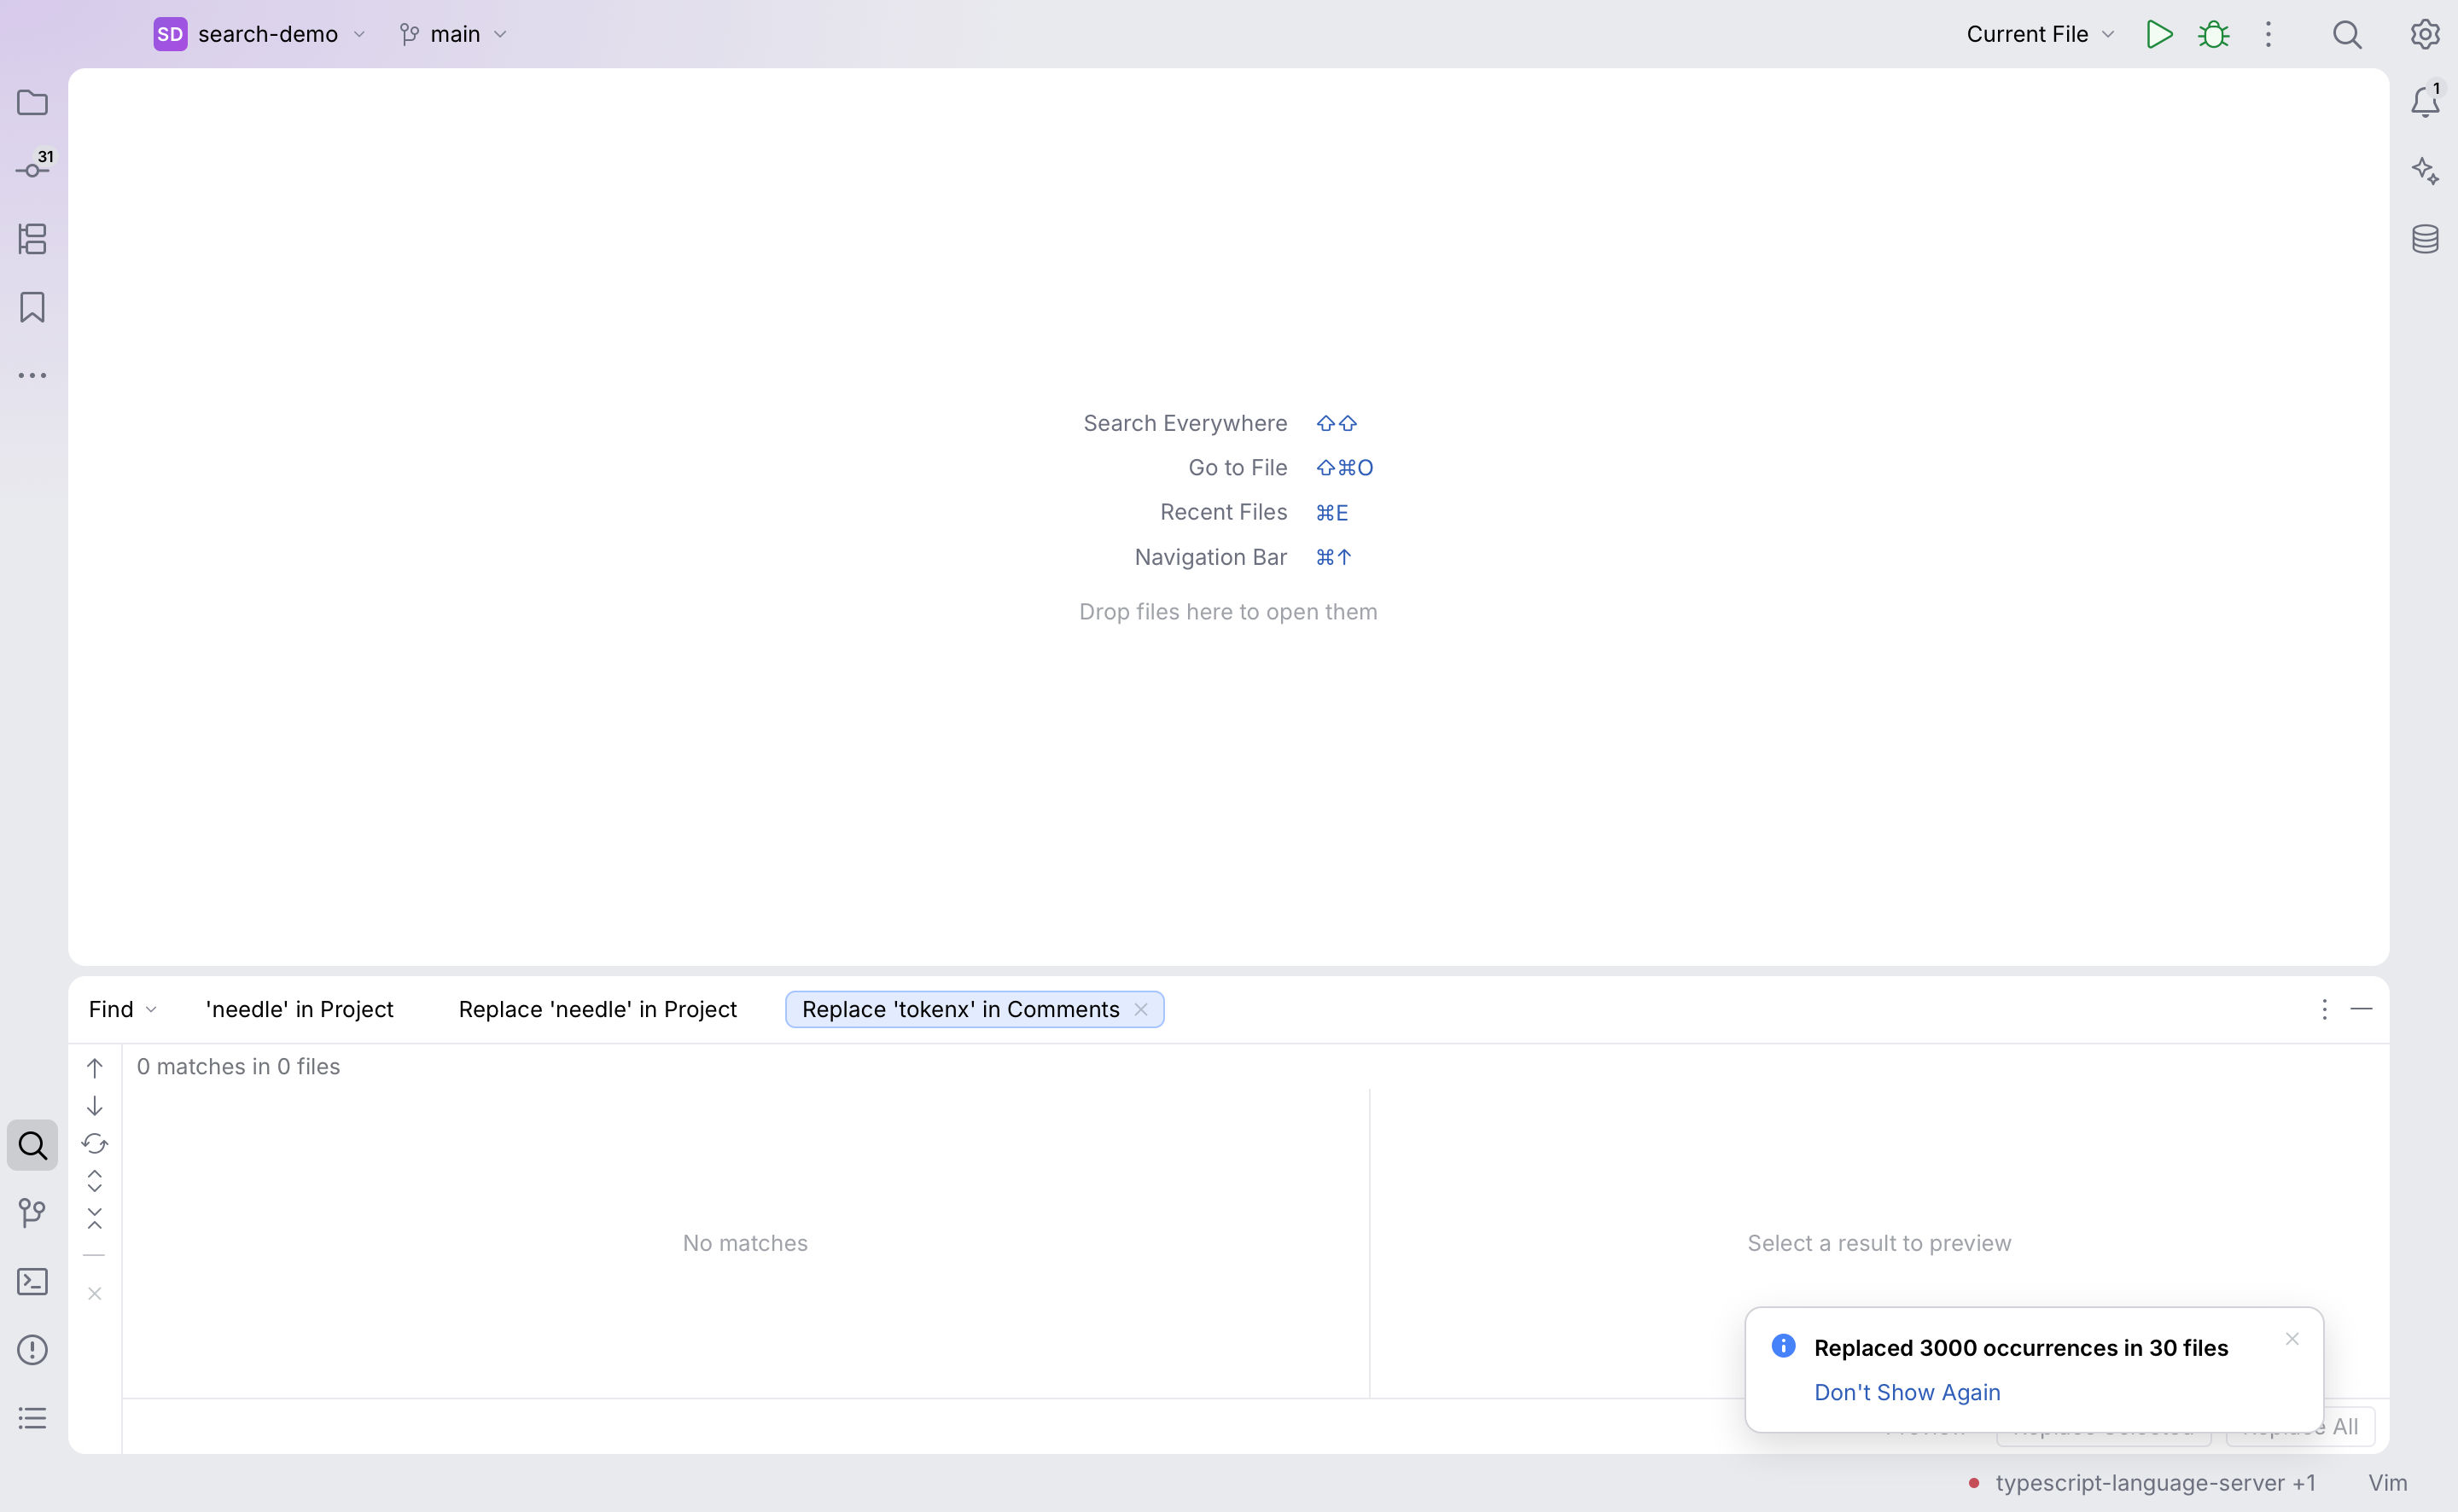 SD search-demo main Current File
1
31
Search Everywhere ⇧⇧
Go to File ⇧⌘O
Recent Files ⌘E
Navigation Bar ⌘↑
Drop files here to open them
Find 'needle' in Project Replace 'needle' in Project Replace 'tokenx' in Comments
0 matches in 0 files
No matches
Select a result to preview
Replaced 3000 occurrences in 30 files
Don't Show Again
All
typescript-language-server +1 Vim